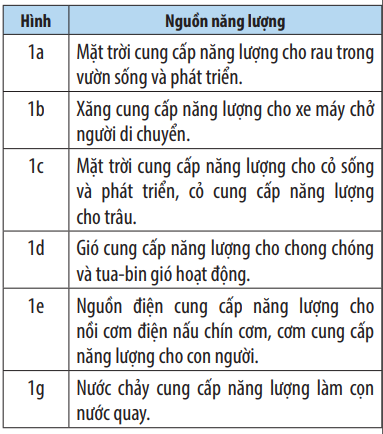 Hình Nguồn năng lượng
1a Mặt trời cung cấp năng lượng cho rau trong
vườn sống và phát triển.
1b Xăng cung cấp năng lượng cho xe máy chở
người di chuyển.
1c Mặt trời cung cấp năng lượng cho cỏ sống
và phát triển, cỏ cung cấp năng lượng
cho trâu.
1d Gió cung cấp năng lượng cho chong chóng
và tua-bin gió hoạt động.
1e Nguồn điện cung cấp năng lượng cho
nồi cơm điện nấu chín cơm, cơm cung cấp
năng lượng cho con người.
1g Nước chảy cung cấp năng lượng làm cọn
nước quay.